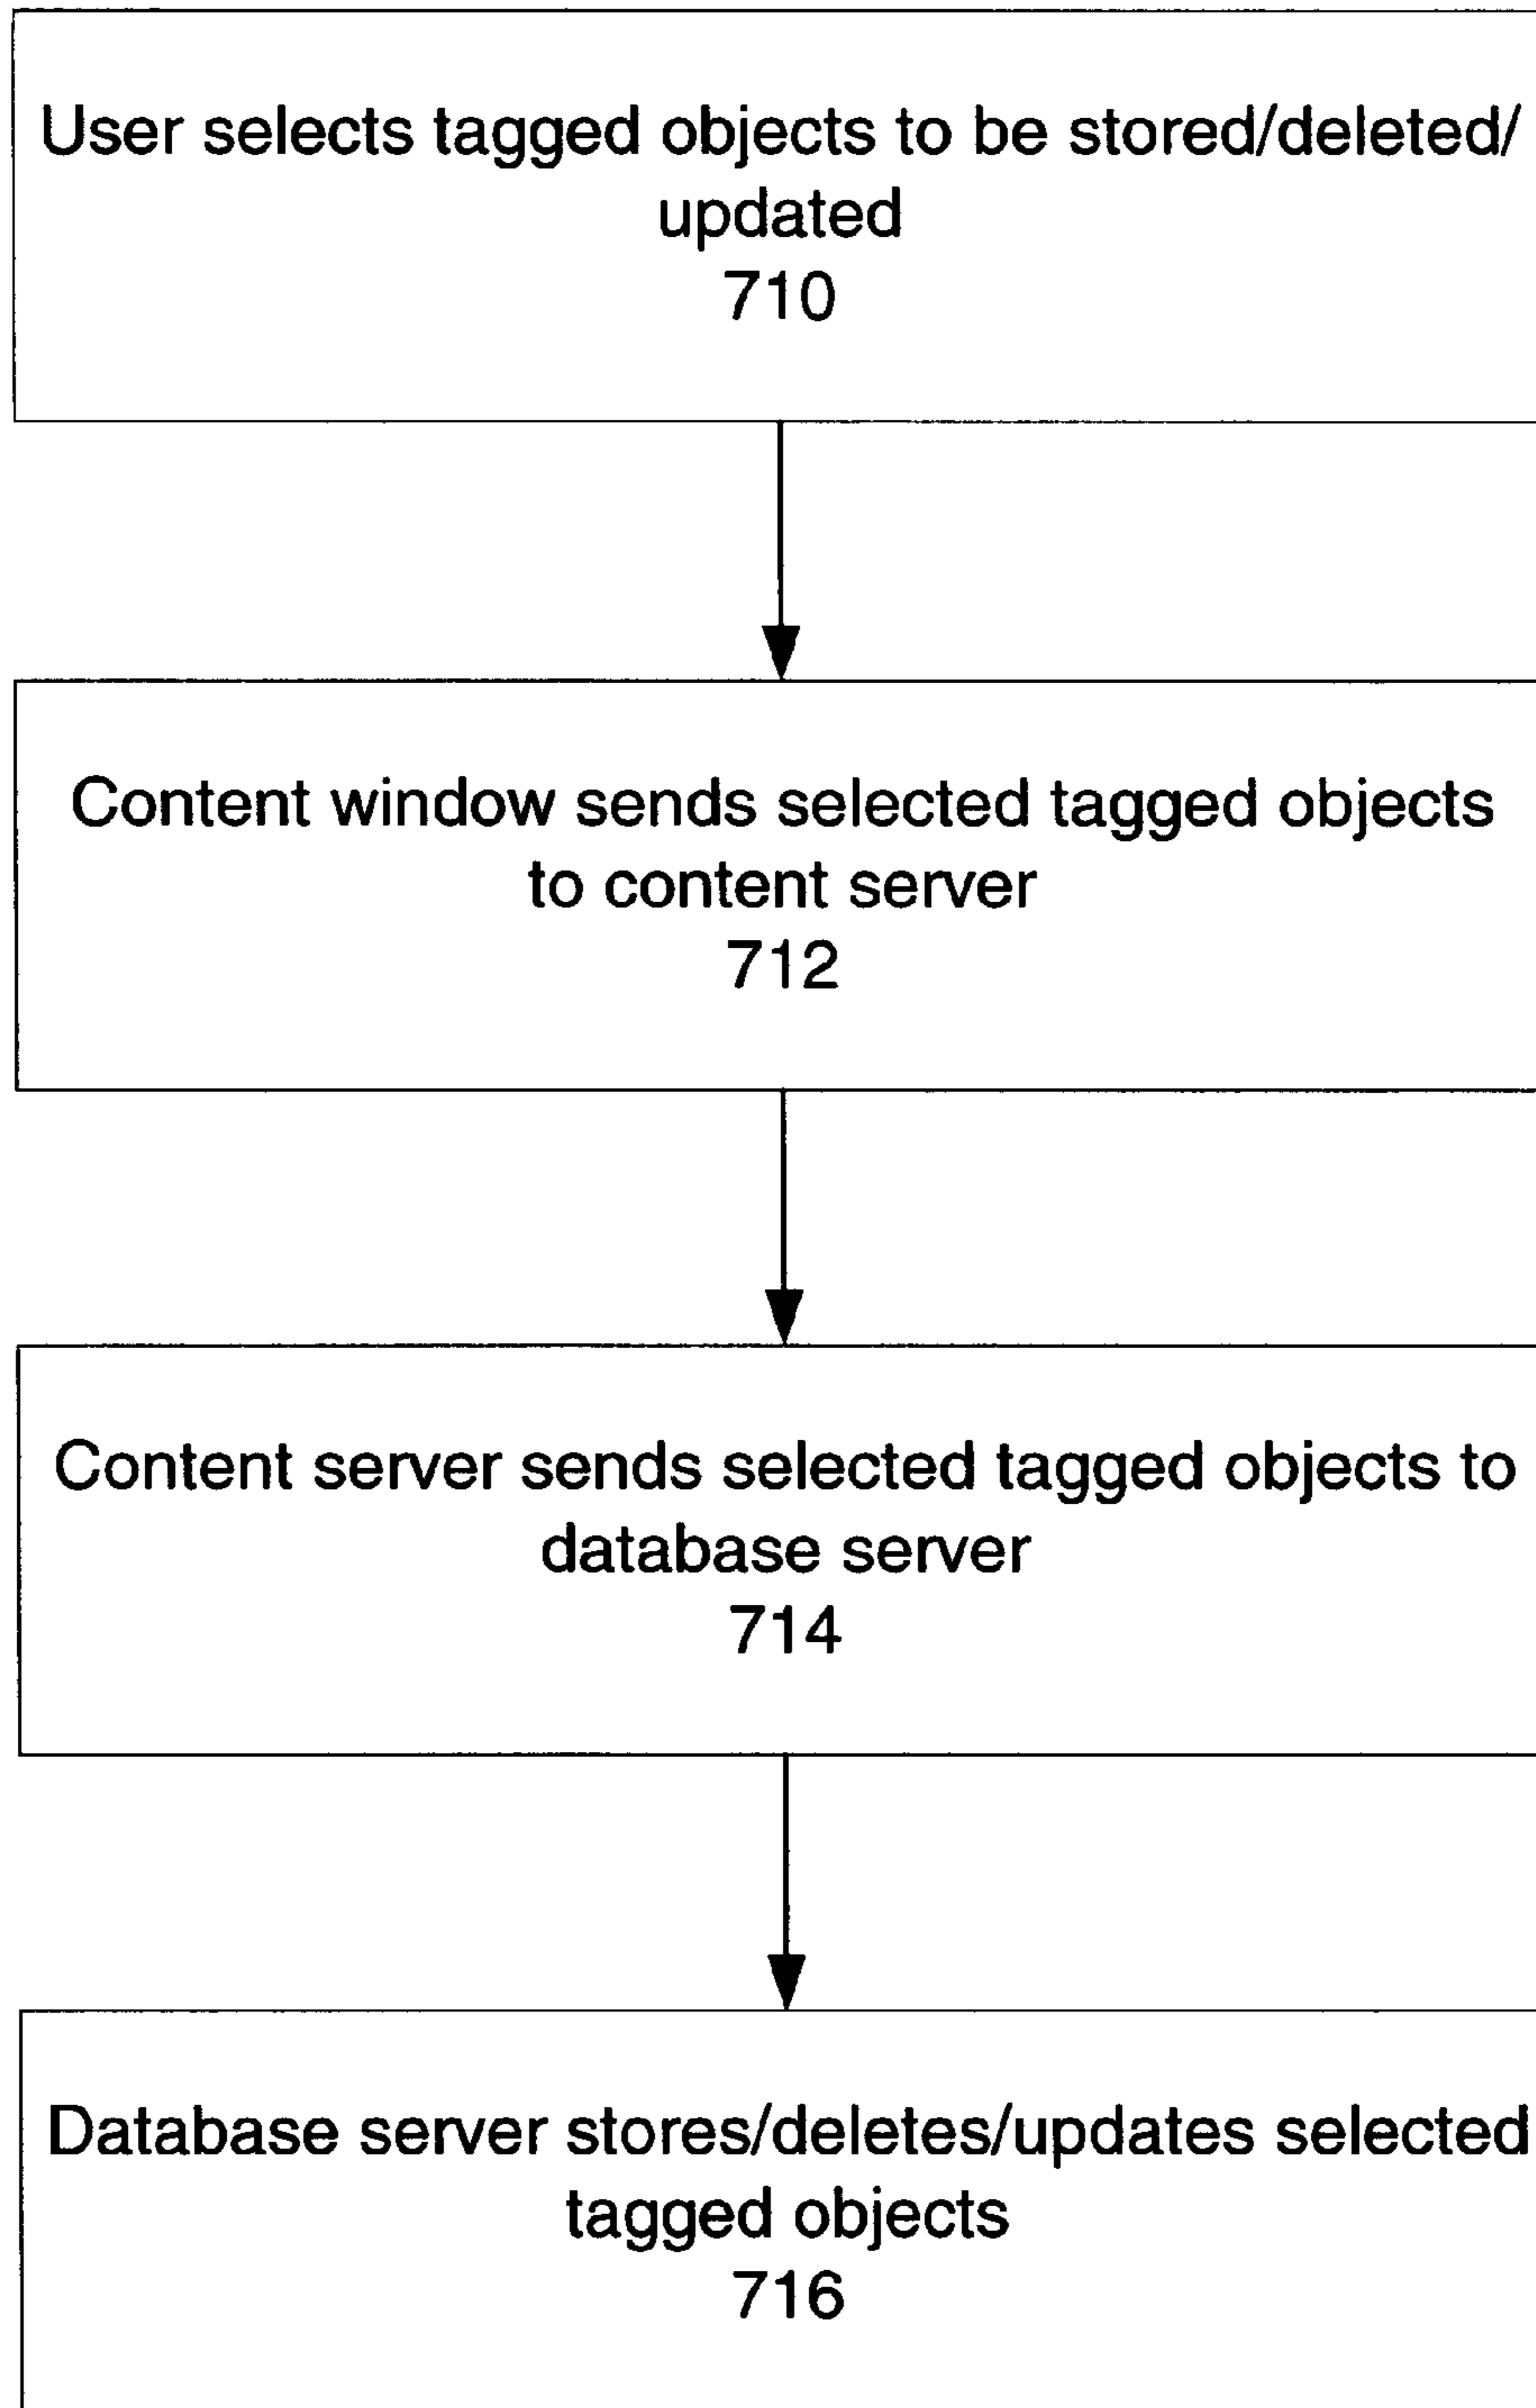 User selects tagged objects to be stored/deleted/
updated
710
Content window sends selected tagged objects
to content server
712
Content server sends selected tagged objects to
database server
714
Database server stores/deletes/updates selected
tagged objects
716